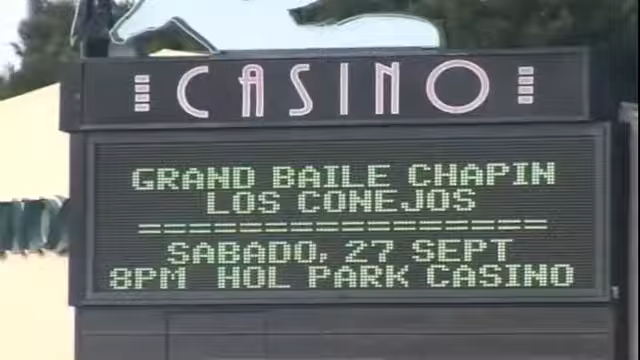 CASINO
GRAND BAILE CHAPIN
LOS CONEJOS
=================
SABADO, 27 SEPT
8PM HOL PARK CASINO